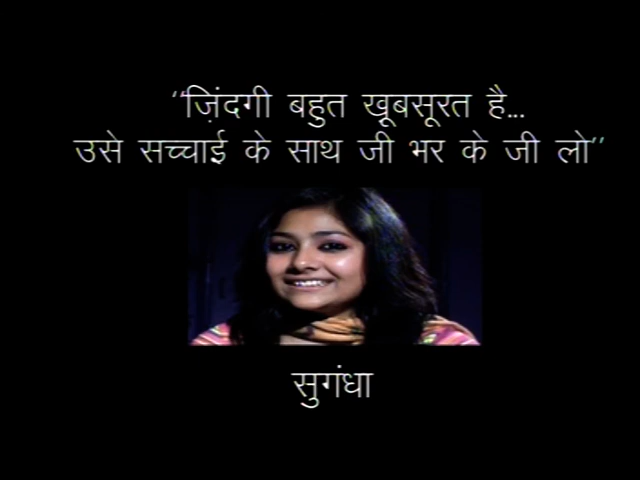 “ज़िंदगी बहुत खूबसूरत है...
उसे सच्चाई के साथ जी भर के जी लो”
सुगंधा